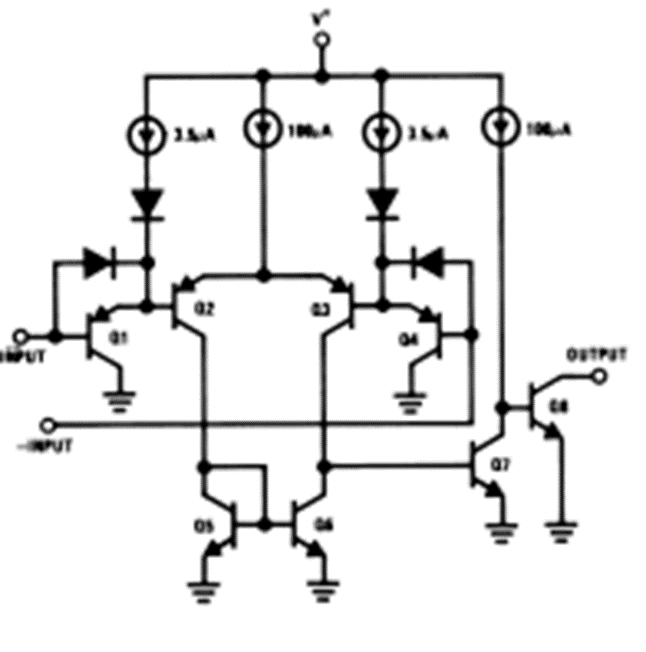 V+
3.5μA
100μA
3.5μA
100μA
Q2
Q3
Q1
Q4
INPUT
OUTPUT
Q8
–INPUT
Q7
Q5
Q6